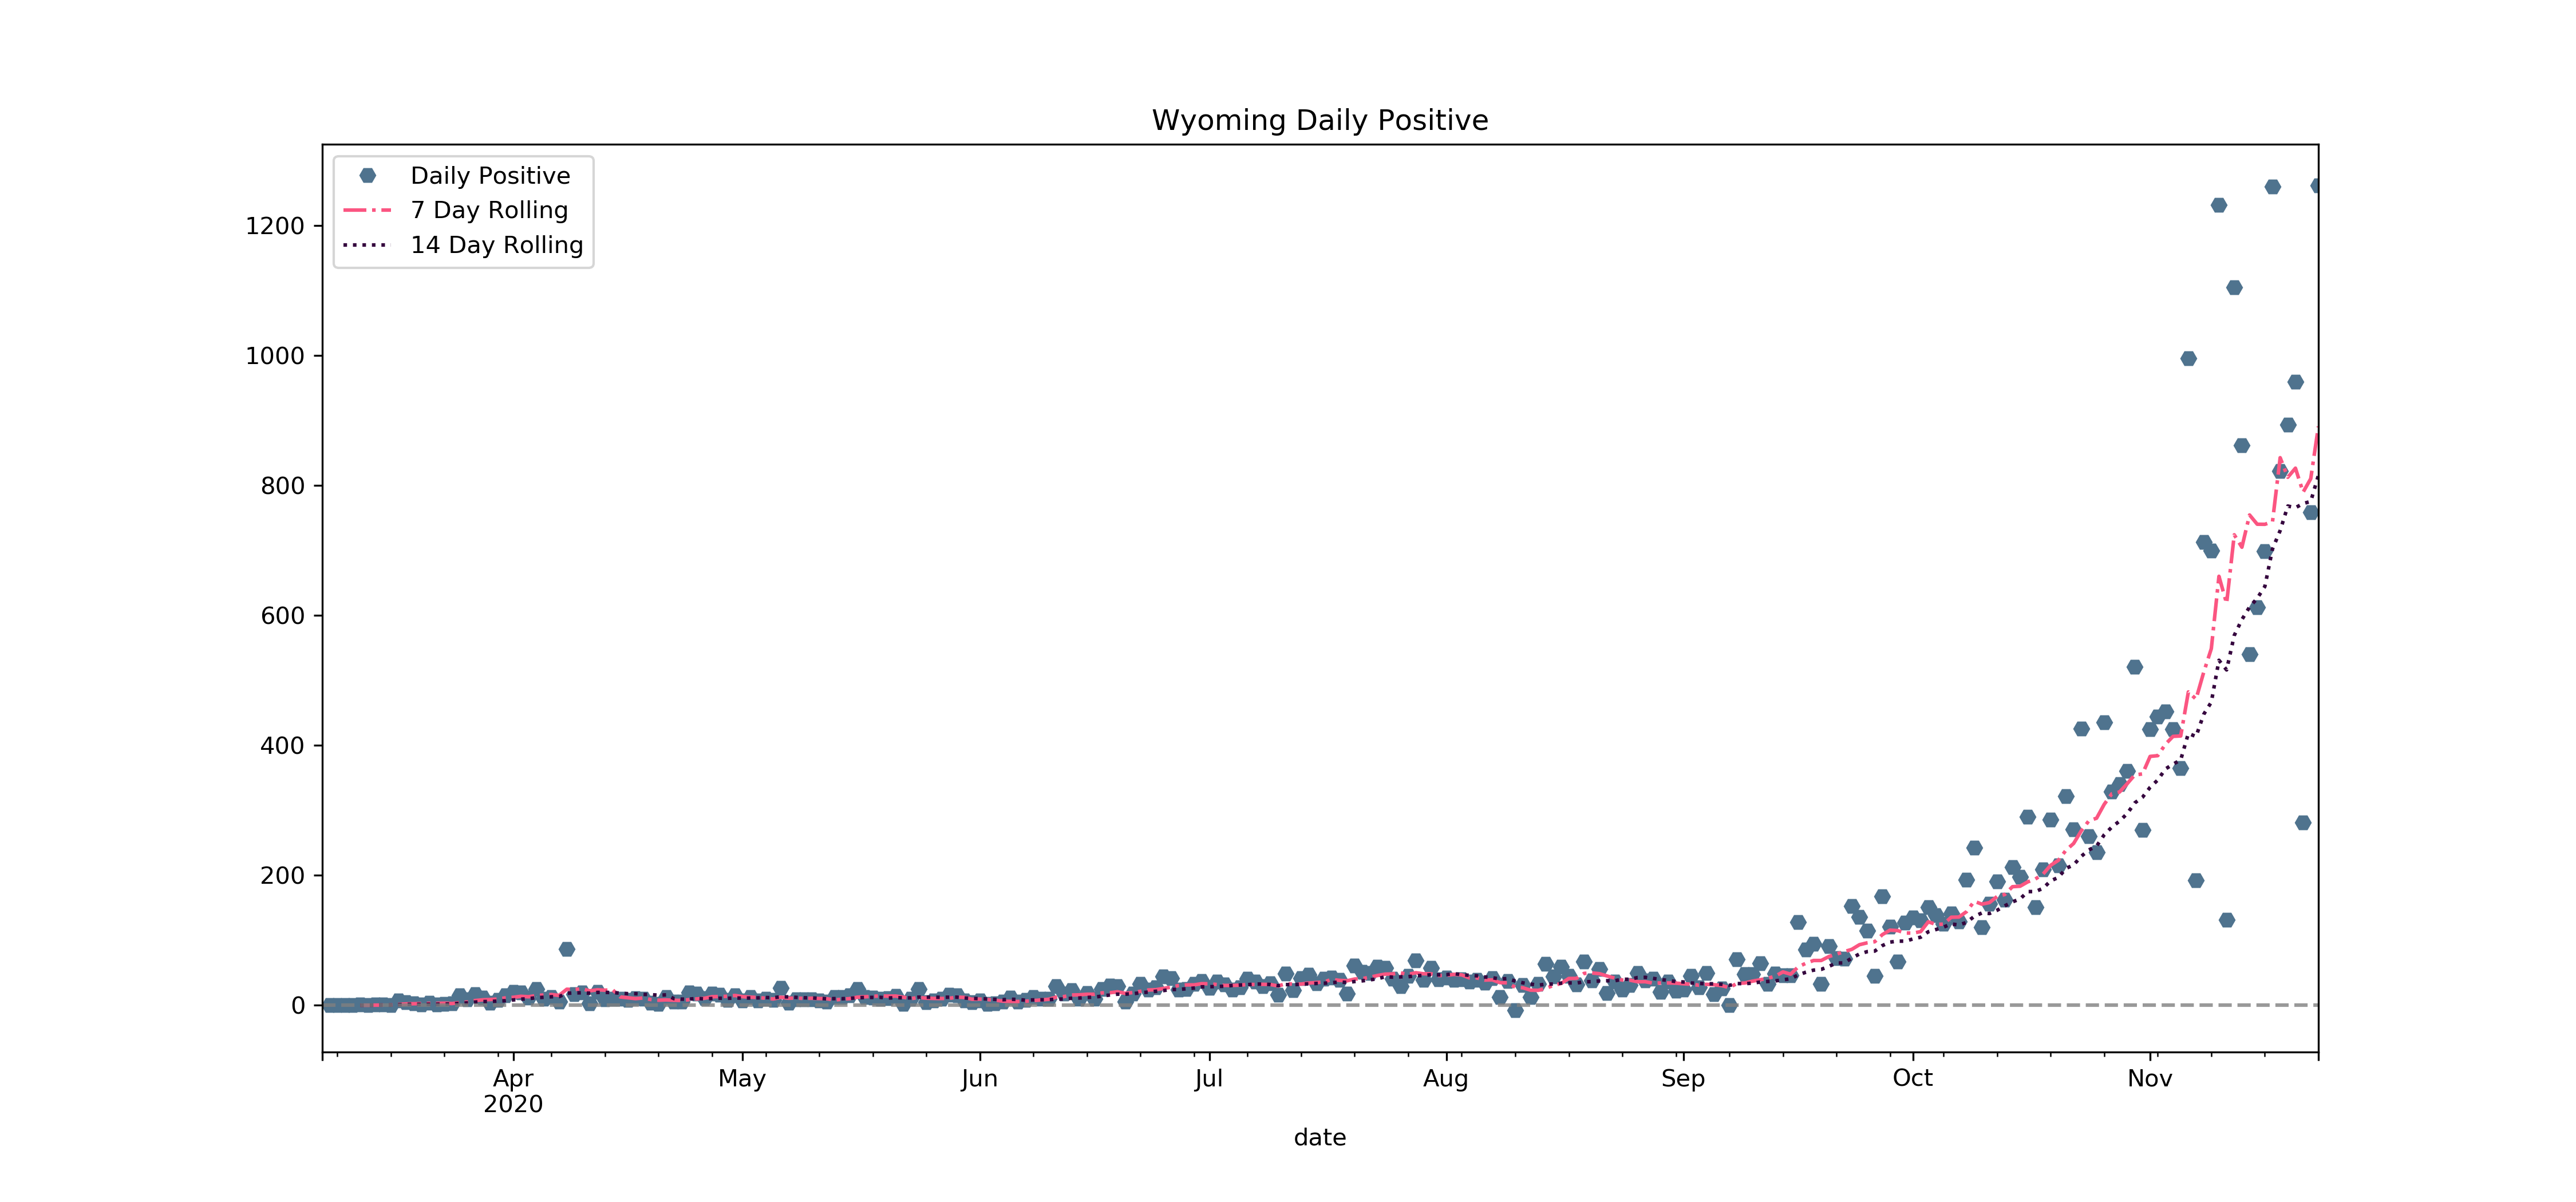 Wyoming Daily Positive
Daily Positive
7 Day Rolling
14 Day Rolling
1200
1000
800
600
400
200
0
Apr May Jun Jul Aug Sep Oct Nov
2020
date